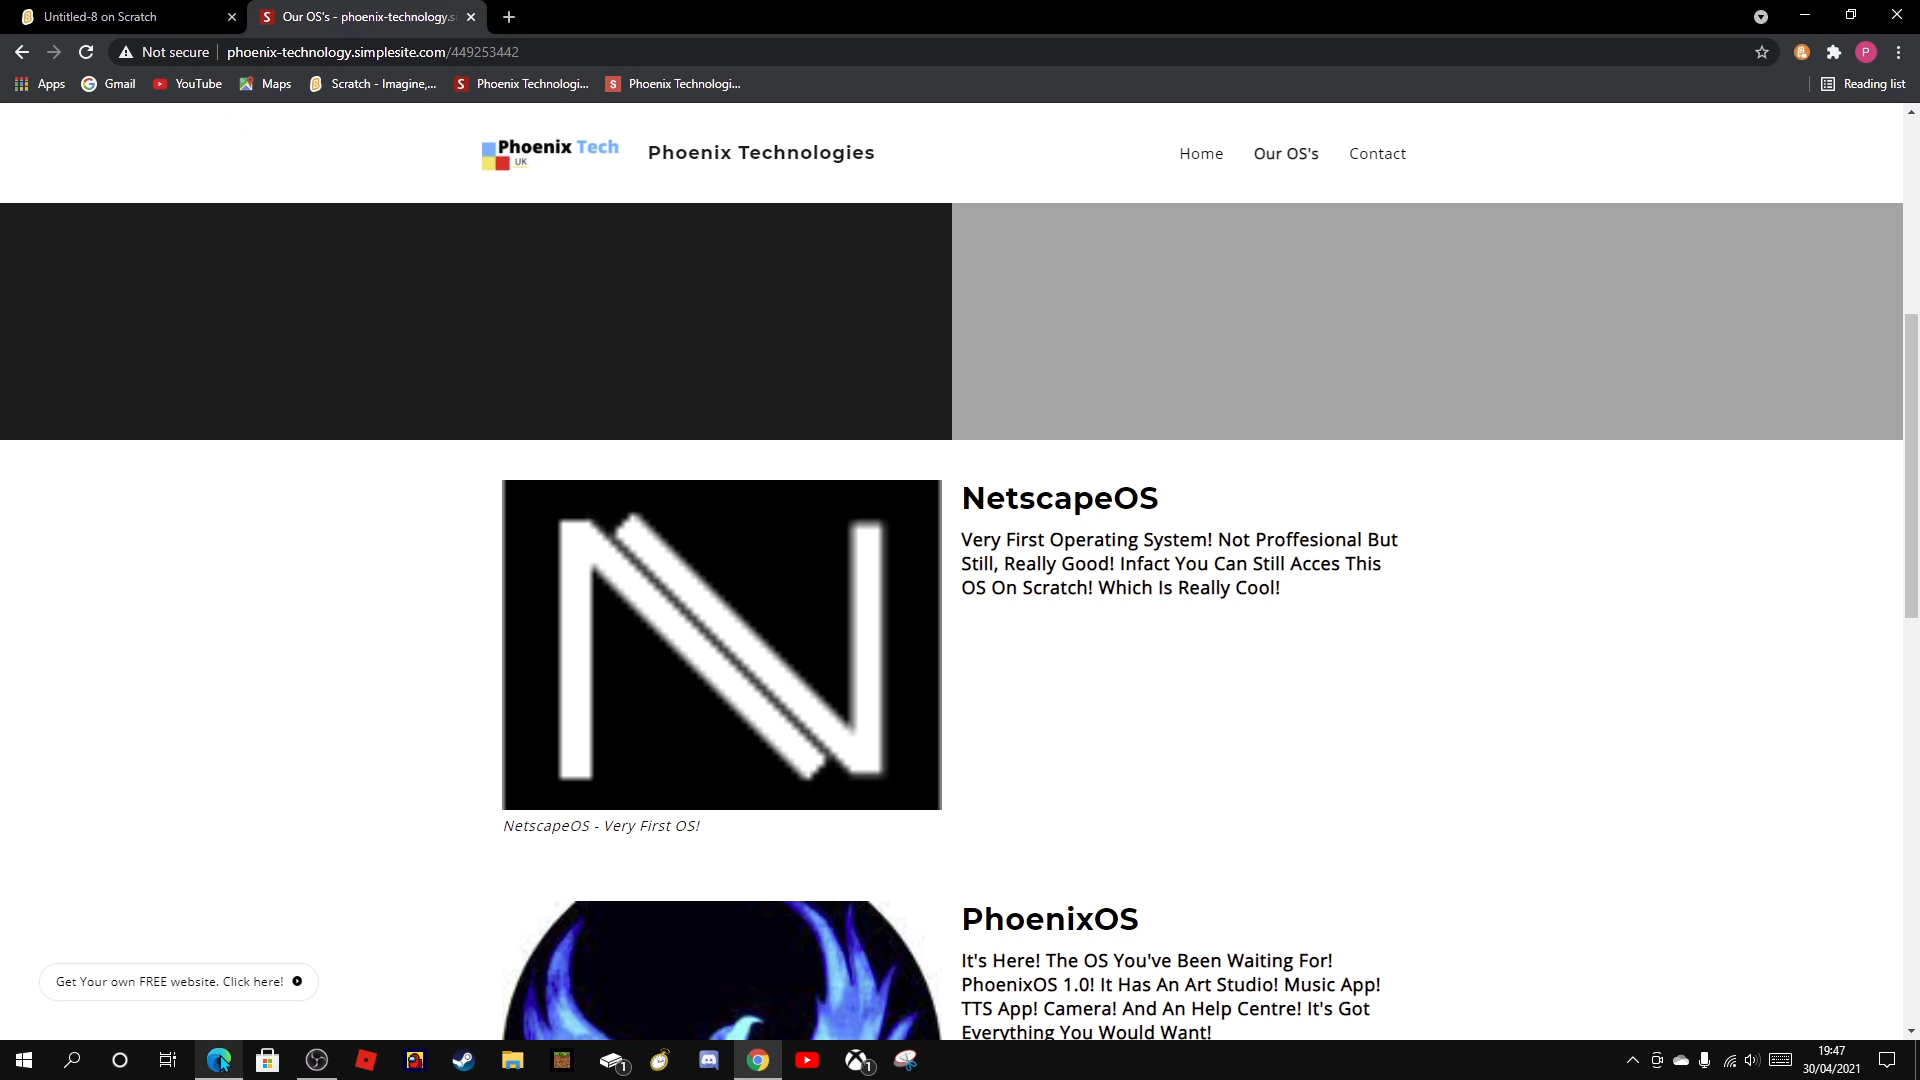 Untitled-8 on Scratch
Our OS's - phoenix-technology.si
Not secure
phoenix-technology.simplesite.com/449253442
P
Apps
Gmail
YouTube
Maps
Scratch - Imagine,...
Phoenix Technologi...
Phoenix Technologi...
Reading list
Phoenix Tech
UK
Phoenix Technologies
Home
Our OS's
Contact
NetscapeOS
Very First Operating System! Not Proffesional But
Still, Really Good! Infact You Can Still Acces This
OS On Scratch! Which Is Really Cool!
NetscapeOS - Very First OS!
PhoenixOS
It's Here! The OS You've Been Waiting For!
PhoenixOS 1.0! It Has An Art Studio! Music App!
TTS App! Camera! And An Help Centre! It's Got
Everything You Would Want!
Get Your own FREE website. Click here!
1
1
19:47
30/04/2021